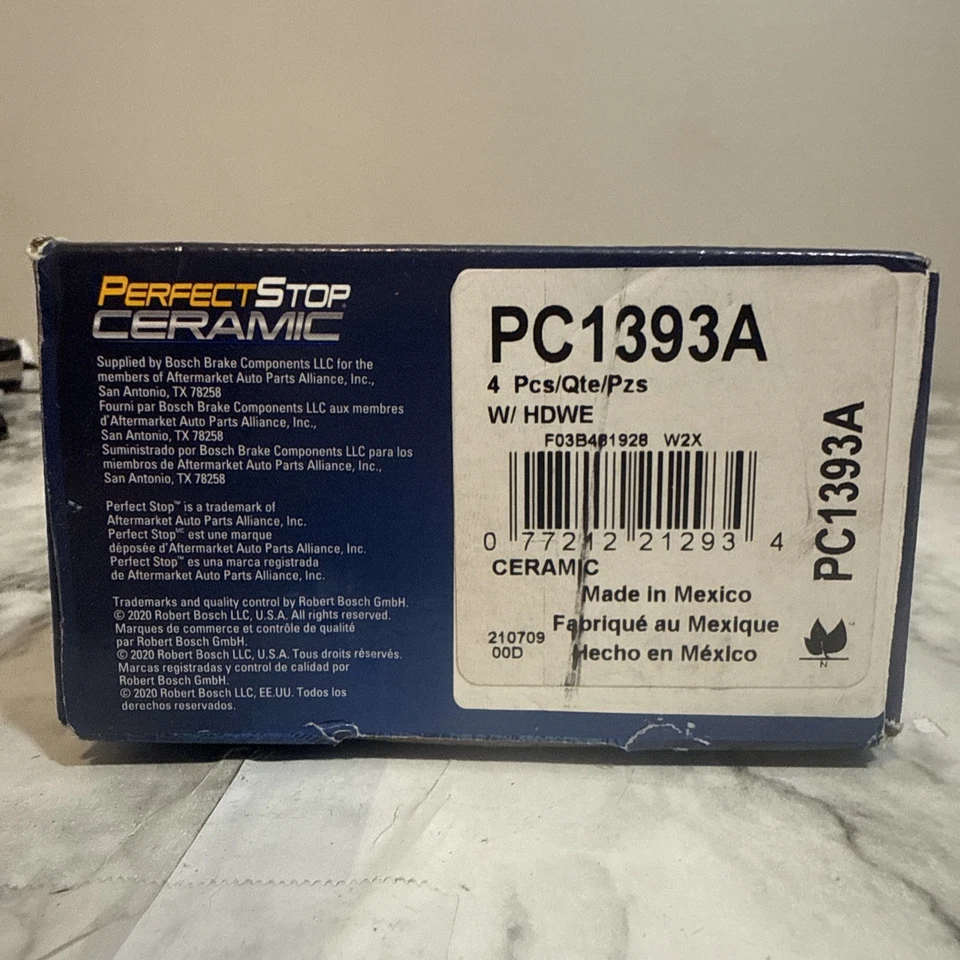 PERFECTSTOP
CERAMIC
Supplied by Bosch Brake Components LLC for the
members of Aftermarket Auto Parts Alliance, Inc.,
San Antonio, TX 78258
Fourni par Bosch Brake Components LLC aux membres
d'Aftermarket Auto Parts Alliance, Inc.,
San Antonio, TX 78258
Suministrado por Bosch Brake Components LLC para los
miembros de Aftermarket Auto Parts Alliance, Inc.,
San Antonio, TX 78258
Perfect Stop™ is a trademark of
Aftermarket Auto Parts Alliance, Inc.
Perfect Stop MC est une marque
déposée d'Aftermarket Auto Parts Alliance, Inc.
Perfect Stop™ es una marca registrada
de Aftermarket Auto Parts Alliance, Inc.
Trademarks and quality control by Robert Bosch GmbH.
© 2020 Robert Bosch LLC, U.S.A. All rights reserved.
Marques de commerce et contrôle de qualité
par Robert Bosch GmbH.
© 2020 Robert Bosch LLC, U.S.A. Tous droits réservés.
Marcas registradas y control de calidad por
Robert Bosch GmbH.
© 2020 Robert Bosch LLC, EE.UU. Todos los
derechos reservados.
PC1393A
4 Pcs/Qte/Pzs
W/ HDWE
F03B461928 W2X
0 77212 21293 4
CERAMIC
Made in Mexico
Fabriqué au Mexique
Hecho en México
210709
00D
PC1393A
N